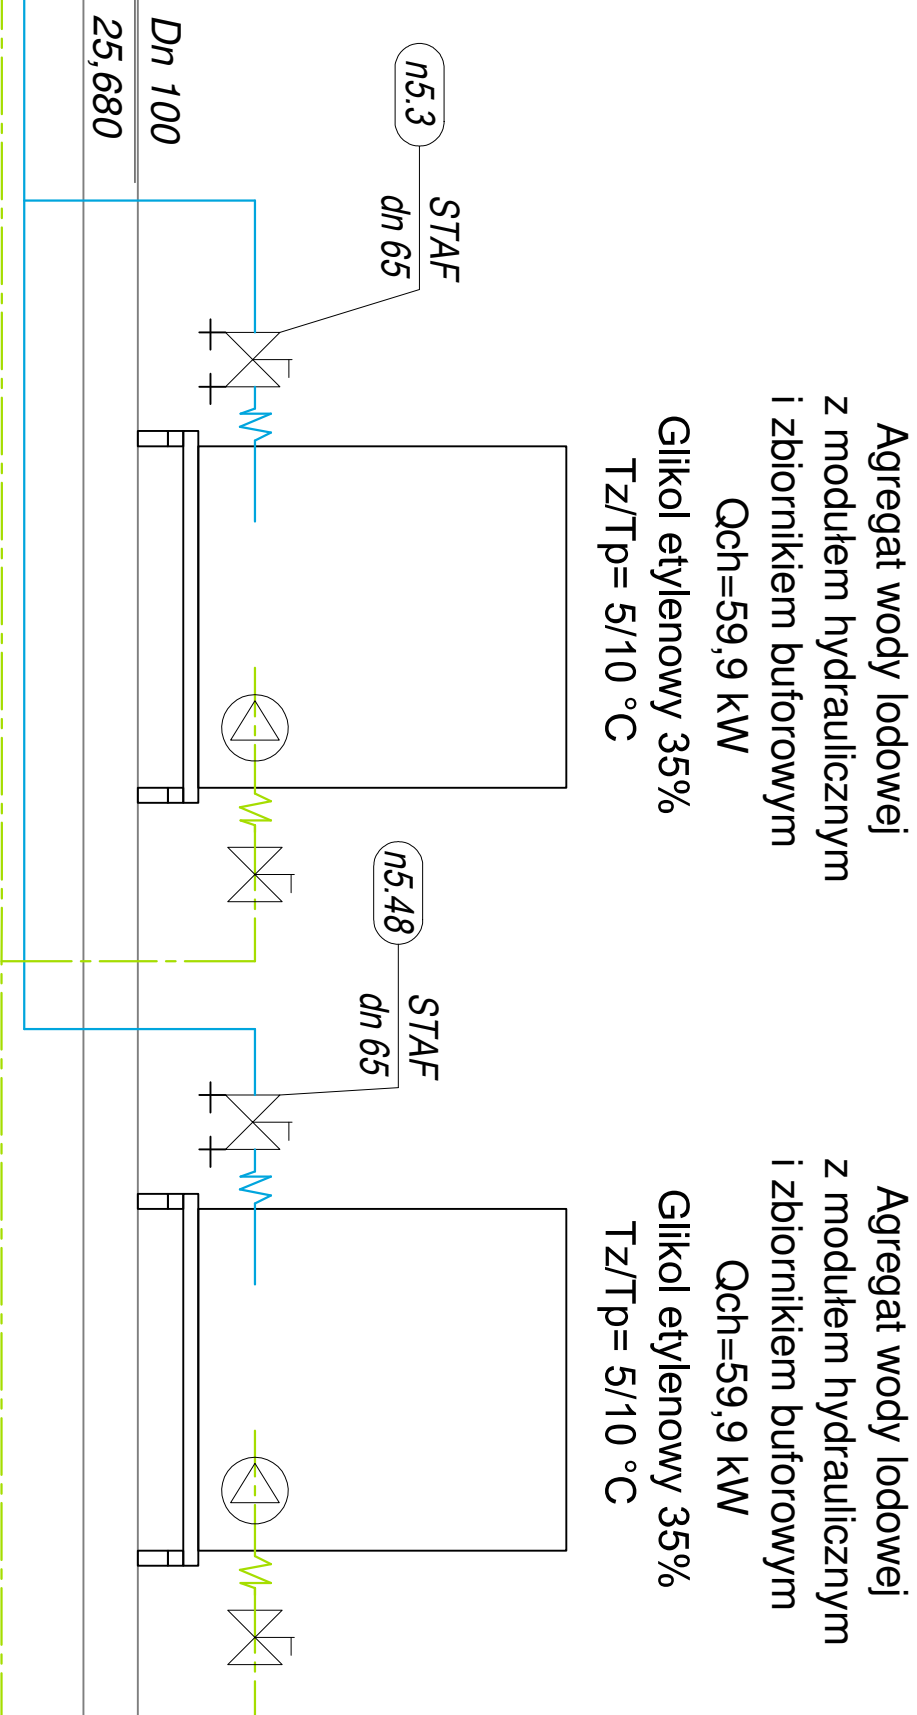 Agregat wody lodowej
z modułem hydraulicznym
i zbiornikiem buforowym
Qch=59,9 kW
Glikol etylenowy 35%
Tz/Tp= 5/10 °C
Agregat wody lodowej
z modułem hydraulicznym
i zbiornikiem buforowym
Qch=59,9 kW
Glikol etylenowy 35%
Tz/Tp= 5/10 °C
n5.3
STAF
dn 65
n5.48
STAF
dn 65
Dn 100
25,680